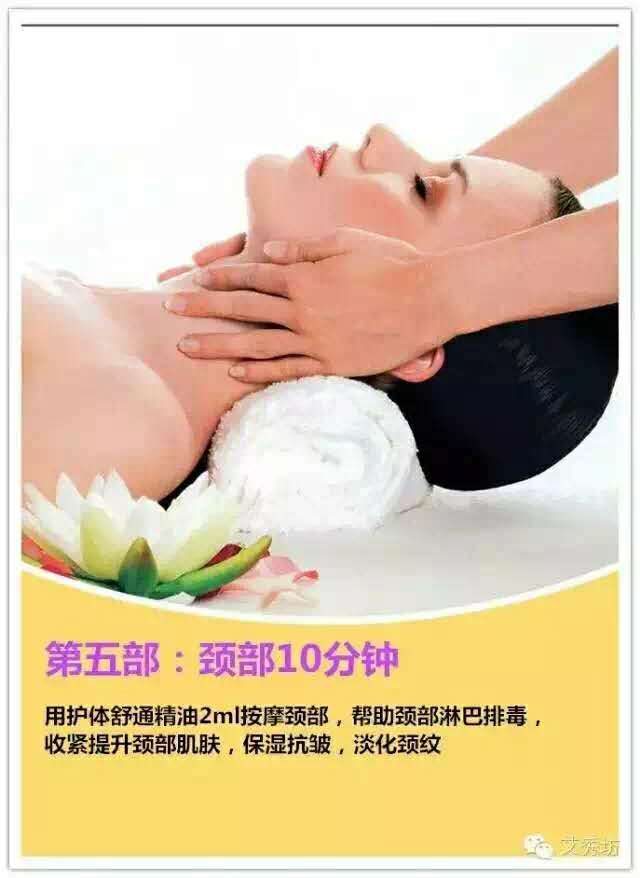 第五部：颈部10分钟
用护体舒通精油2ml按摩颈部，帮助颈部淋巴排毒，
收紧提升颈部肌肤，保湿抗皱，淡化颈纹
艾秀坊